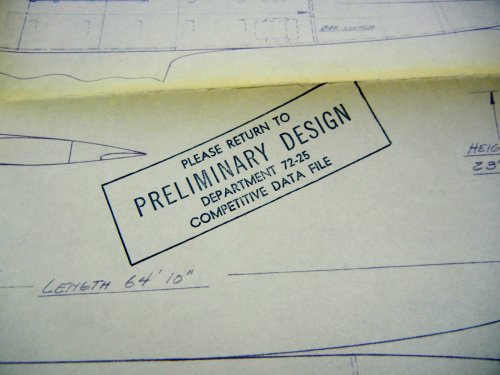 PLEASE RETURN TO
PRELIMINARY DESIGN
DEPARTMENT 72-25
COMPETITIVE DATA FILE
HEIG
23'
LENGTH 64' 10"